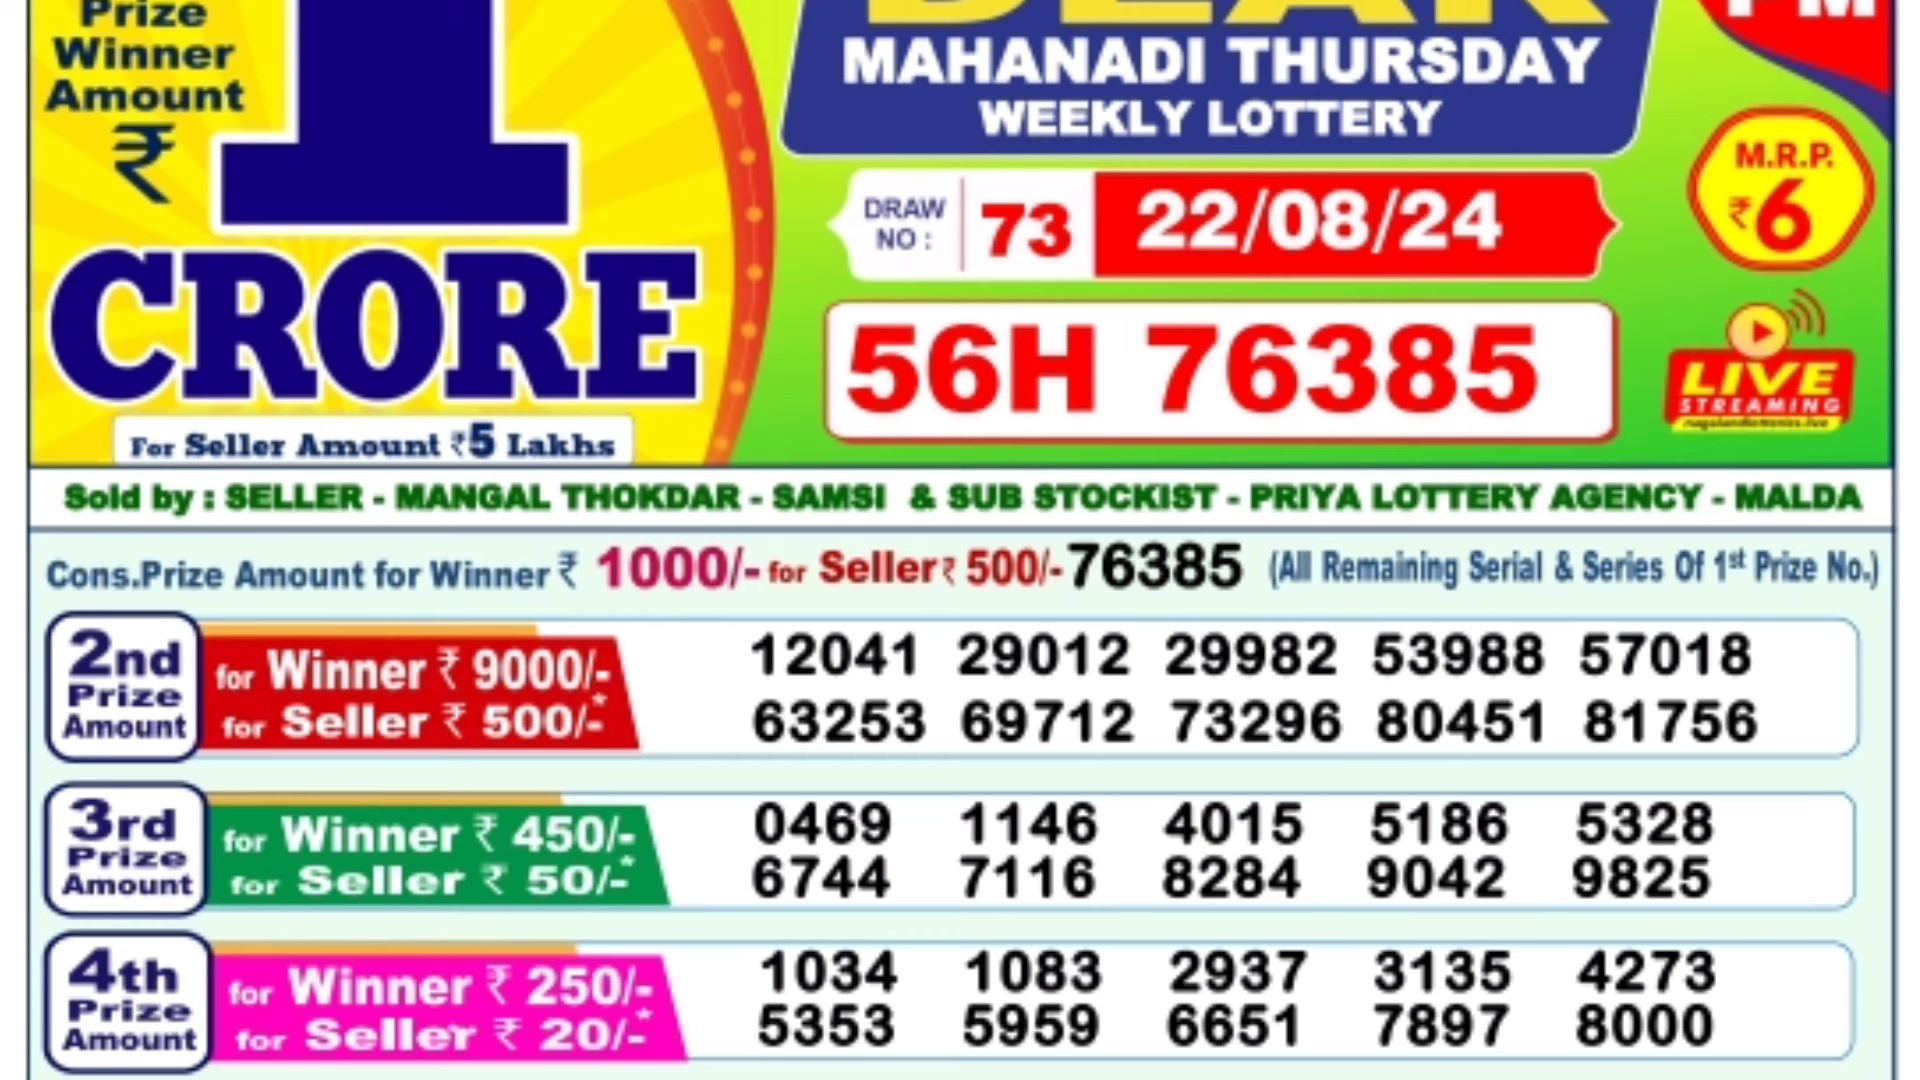 Prize
Winner
Amount
₹
1
CRORE
For Seller Amount ₹5 Lakhs
DEAR
MAHANADI THURSDAY
WEEKLY LOTTERY
PM
DRAW NO : 73 22/08/24
M.R.P.
₹6
56H 76385
LIVE
STREAMING
Sold by : SELLER - MANGAL THOKDAR - SAMSI & SUB STOCKIST - PRIYA LOTTERY AGENCY - MALDA
Cons.Prize Amount for Winner ₹ 1000/- for Seller ₹ 500/- 76385 (All Remaining Serial & Series Of 1st Prize No.)
2nd
Prize
Amount
for Winner ₹ 9000/-
for Seller ₹ 500/-*
12041 29012 29982 53988 57018
63253 69712 73296 80451 81756
3rd
Prize
Amount
for Winner ₹ 450/-
for Seller ₹ 50/-*
0469 1146 4015 5186 5328
6744 7116 8284 9042 9825
4th
Prize
Amount
for Winner ₹ 250/-
for Seller ₹ 20/-*
1034 1083 2937 3135 4273
5353 5959 6651 7897 8000